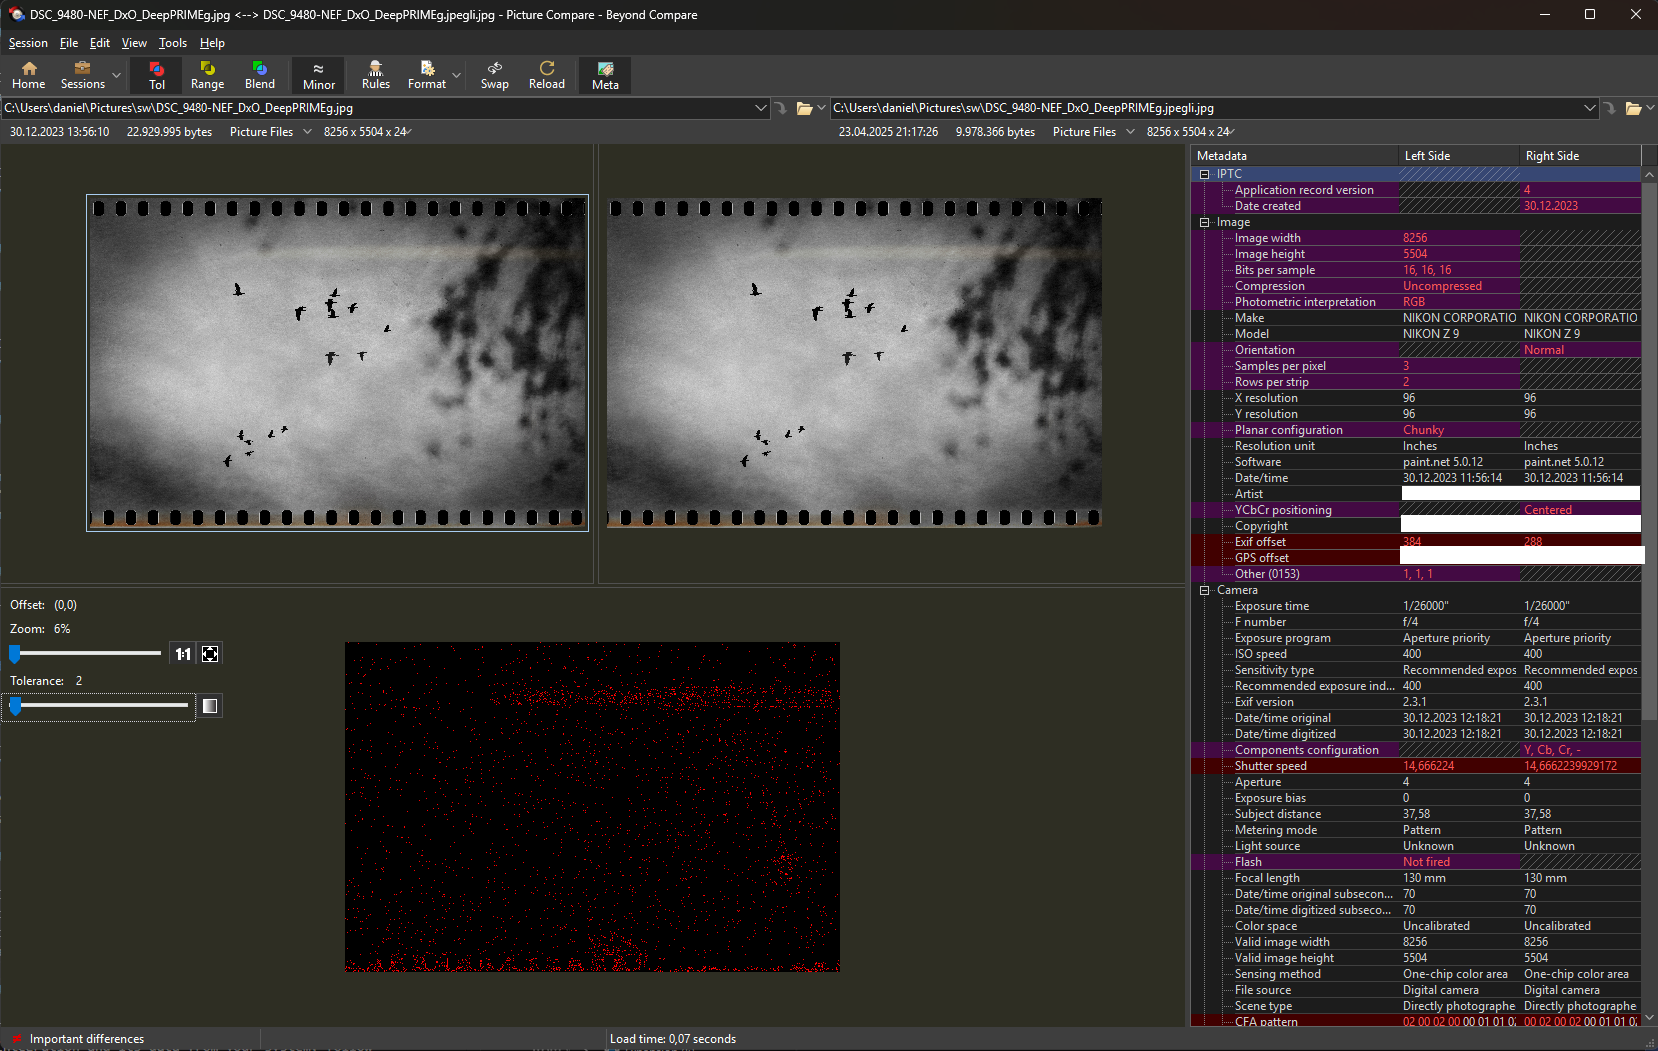 DSC_9480-NEF_DxO_DeepPRIMEg.jpg <--> DSC_9480-NEF_DxO_DeepPRIMEg.jpegli.jpg - Picture Compare - Beyond Compare
Session File Edit View Tools Help
Home Sessions Tol Range Blend Minor Rules Format Swap Reload Meta
C:\Users\daniel\Pictures\sw\DSC_9480-NEF_DxO_DeepPRIMEg.jpg C:\Users\daniel\Pictures\sw\DSC_9480-NEF_DxO_DeepPRIMEg.jpegli.jpg
30.12.2023 13:56:10 22.929.995 bytes Picture Files 8256 x 5504 x 24 23.04.2025 21:17:26 9.978.366 bytes Picture Files 8256 x 5504 x 24
Offset: (0,0)
Zoom: 6%
1:1
Tolerance: 2
Metadata Left Side Right Side
IPTC
Application record version 4
Date created 30.12.2023
Image
Image width 8256
Image height 5504
Bits per sample 16, 16, 16
Compression Uncompressed
Photometric interpretation RGB
Make NIKON CORPORATIO NIKON CORPORATIO
Model NIKON Z 9 NIKON Z 9
Orientation Normal
Samples per pixel 3
Rows per strip 2
X resolution 96 96
Y resolution 96 96
Planar configuration Chunky
Resolution unit Inches Inches
Software paint.net 5.0.12 paint.net 5.0.12
Date/time 30.12.2023 11:56:14 30.12.2023 11:56:14
Artist
YCbCr positioning Centered
Copyright
Exif offset 384 288
GPS offset
Other (0153) 1, 1, 1
Camera
Exposure time 1/26000" 1/26000"
F number f/4 f/4
Exposure program Aperture priority Aperture priority
ISO speed 400 400
Sensitivity type Recommended expos Recommended expos
Recommended exposure ind... 400 400
Exif version 2.3.1 2.3.1
Date/time original 30.12.2023 12:18:21 30.12.2023 12:18:21
Date/time digitized 30.12.2023 12:18:21 30.12.2023 12:18:21
Components configuration Y, Cb, Cr, -
Shutter speed 14,666224 14,6662239929172
Aperture 4 4
Exposure bias 0 0
Subject distance 37,58 37,58
Metering mode Pattern Pattern
Light source Unknown Unknown
Flash Not fired
Focal length 130 mm 130 mm
Date/time original subsecon... 70 70
Date/time digitized subseco... 70 70
Color space Uncalibrated Uncalibrated
Valid image width 8256 8256
Valid image height 5504 5504
Sensing method One-chip color area One-chip color area
File source Digital camera Digital camera
Scene type Directly photographe Directly photographe
CFA pattern 02 00 02 00 00 01 01 0 00 02 00 02 00 01 01 0
Important differences Load time: 0,07 seconds